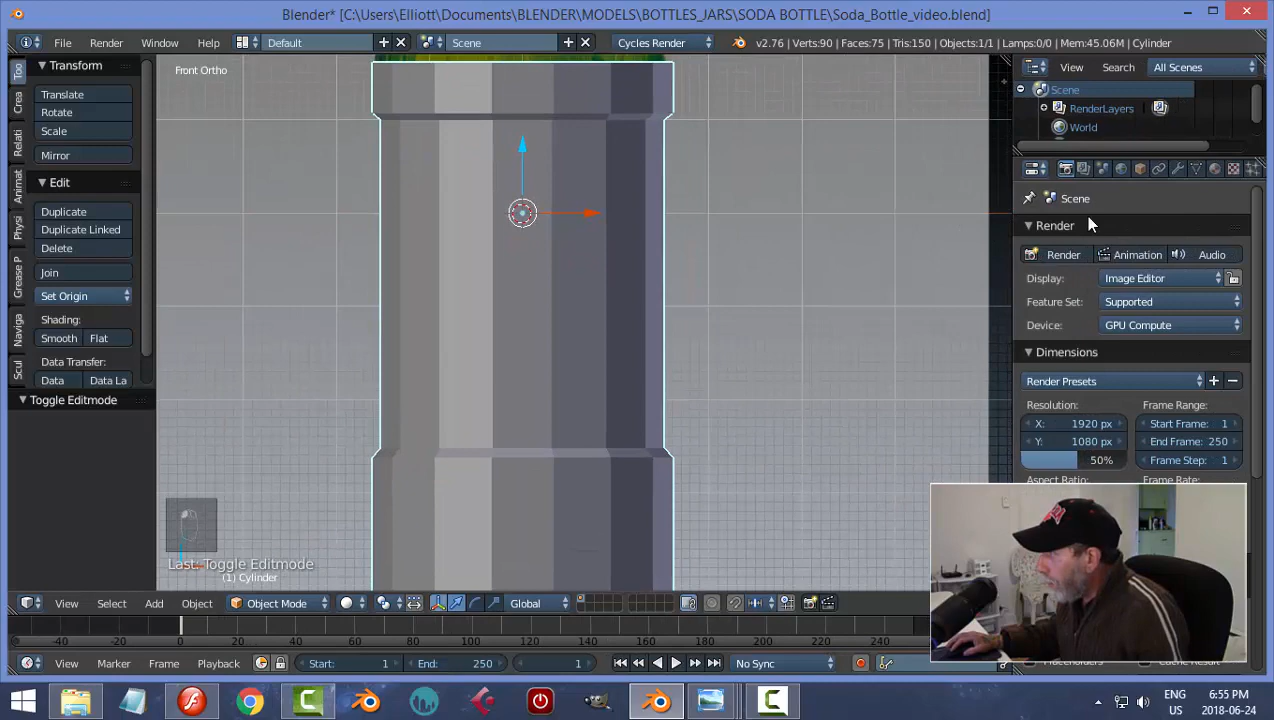 Blender* [C:\Users\Elliott\Documents\BLENDER\MODELS\BOTTLES_JARS\SODA BOTTLE\Soda_Bottle_video.blend]
File Render Window Help Default Scene Cycles Render v2.76 | Verts:90 | Faces:75 | Tris:150 | Objects:1/1 | Lamps:0/0 | Mem:45.06M | Cylinder
Transform
Translate
Rotate
Scale
Mirror
Edit
Duplicate
Duplicate Linked
Delete
Join
Set Origin
Shading:
Smooth Flat
Data Transfer:
Data Data La
Toggle Editmode
Too
Crea
Relati
Animat
Physi
Grease P
Naviga
Scul
Front Ortho
Last: Toggle Editmode
(1) Cylinder
View Search All Scenes
Scene
RenderLayers
World
Scene
Render
Render Animation Audio
Display: Image Editor
Feature Set: Supported
Device: GPU Compute
Dimensions
Render Presets
Resolution: Frame Range:
X: 1920 px Start Frame: 1
Y: 1080 px End Frame: 250
50% Frame Step: 1
Aspect Ratio: Frame Rate:
View Select Add Object Object Mode Global
-40 -20 0 20 40 60 80 100 120 140 160 180 200 220 240
View Marker Frame Playback Start: 1 End: 250 1 No Sync
ENG
US
6:55 PM
2018-06-24